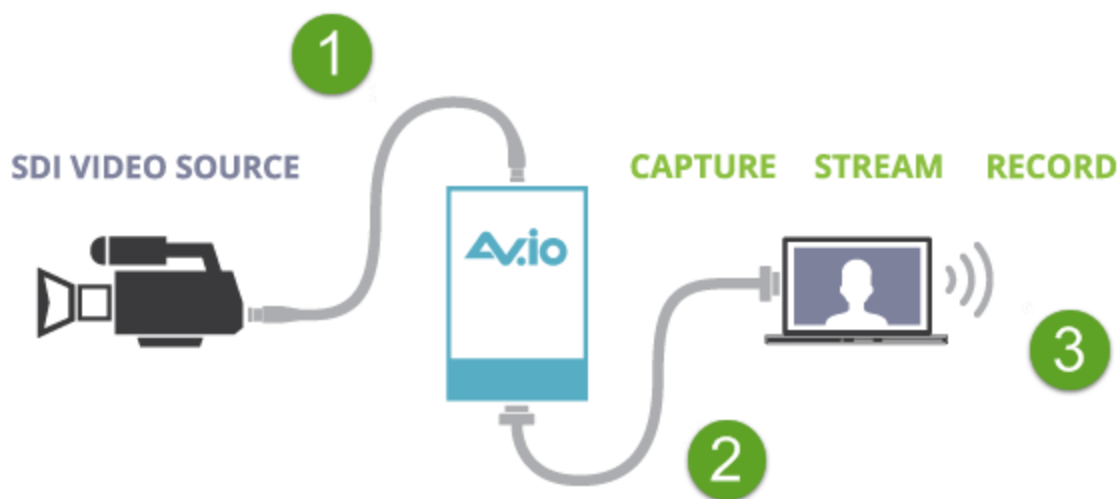 1
SDI VIDEO SOURCE
CAPTURE STREAM RECORD
AV.io
3
2